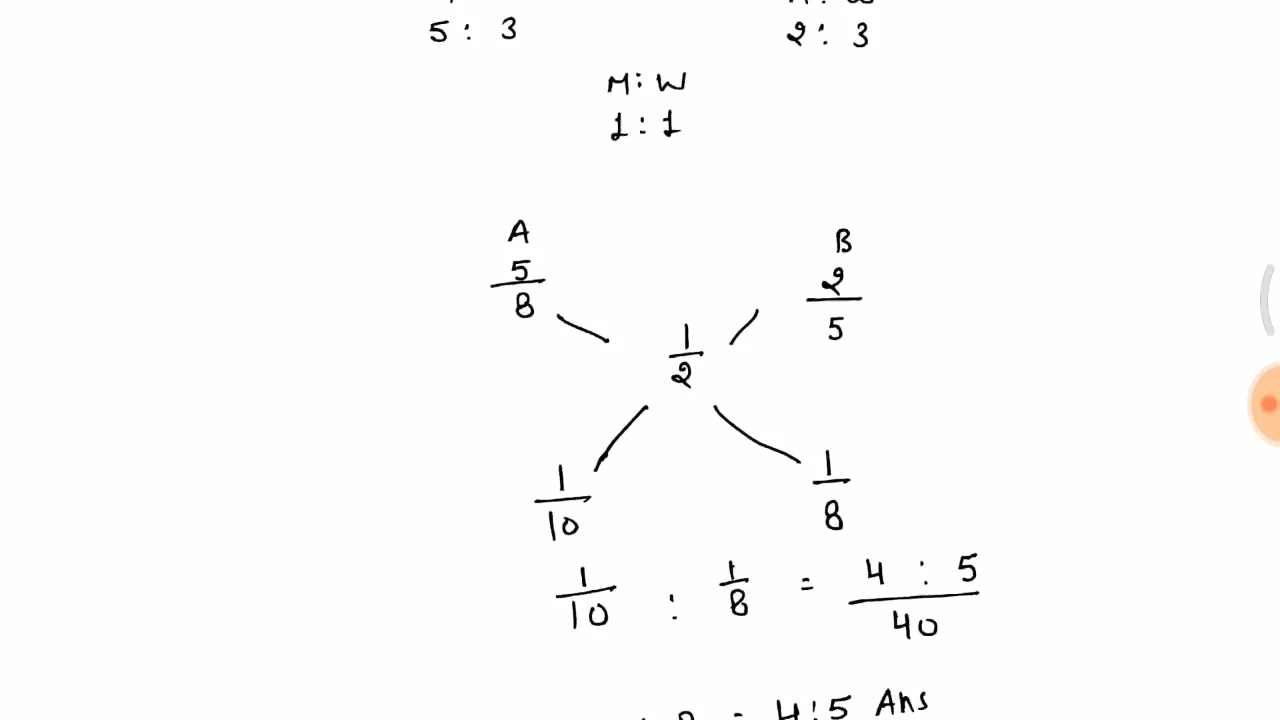 5 : 3 2 : 3
M : W
1 : 1
A B
5/8 2/5
1/2
1/10 1/8
1/10 : 1/8 = 4 : 5/40
= 4 : 5 Ans